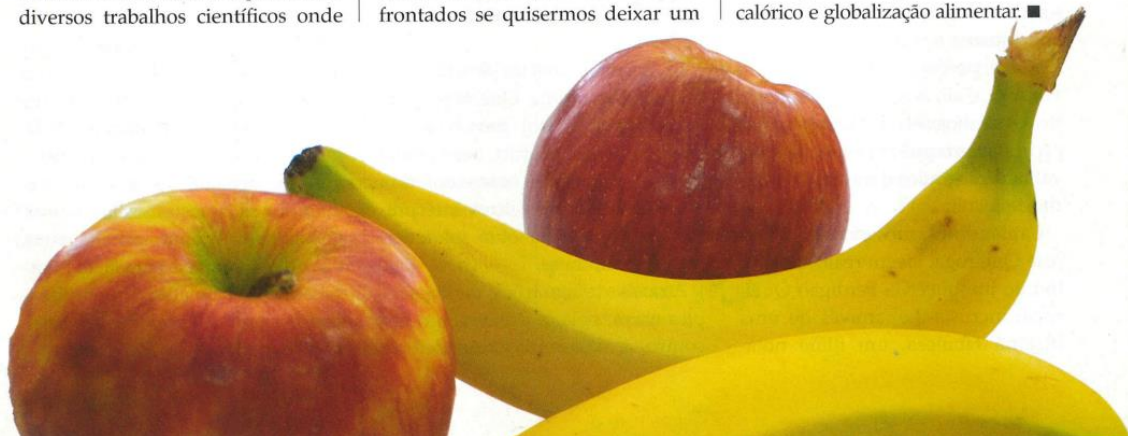 diversos trabalhos científicos onde
frontados se quisermos deixar um
calórico e globalização alimentar. ■